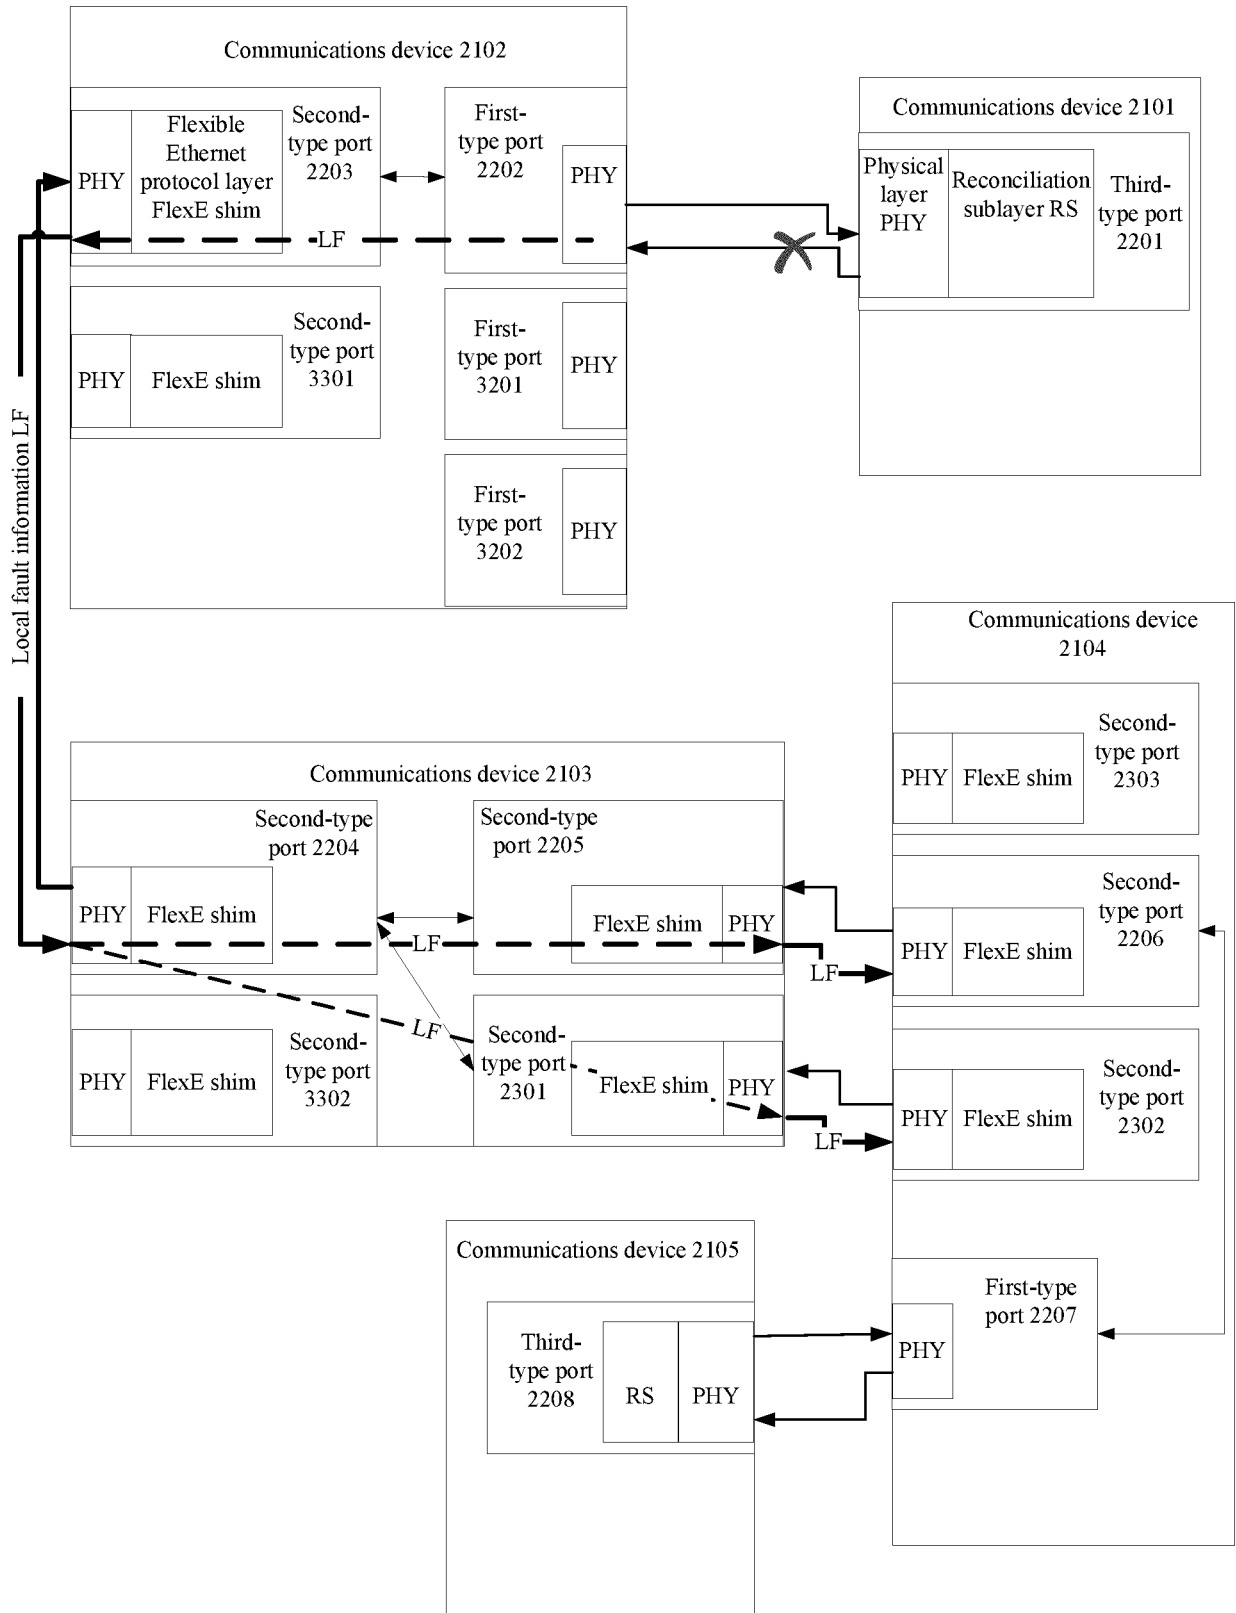 Communications device 2102
Flexible
Ethernet
protocol layer
FlexE shim
PHY
Second-
type port
2203
First-
type port
2202
PHY
LF
PHY
FlexE shim
Second-
type port
3301
First-
type port
3201
PHY
First-
type port
3202
PHY
Communications device 2101
Physical
layer
PHY
Reconciliation
sublayer RS
Third-
type port
2201
Local fault information LF
Communications device 2103
Second-type
port 2204
PHY
FlexE shim
Second-type
port 2205
FlexE shim
PHY
LF
LF
PHY
FlexE shim
Second-
type port
3302
LF
Second-
type port
2301
FlexE shim
PHY
LF
Communications device
2104
PHY
FlexE shim
Second-
type port
2303
PHY
FlexE shim
Second-
type port
2206
PHY
FlexE shim
Second-
type port
2302
First-type
port 2207
PHY
Communications device 2105
Third-
type port
2208
RS
PHY